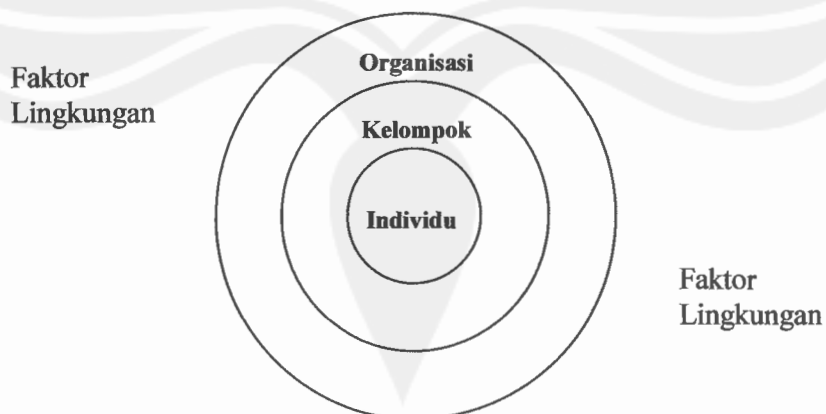 Organisasi
Faktor
Lingkungan
Kelompok
Individu
Faktor
Lingkungan